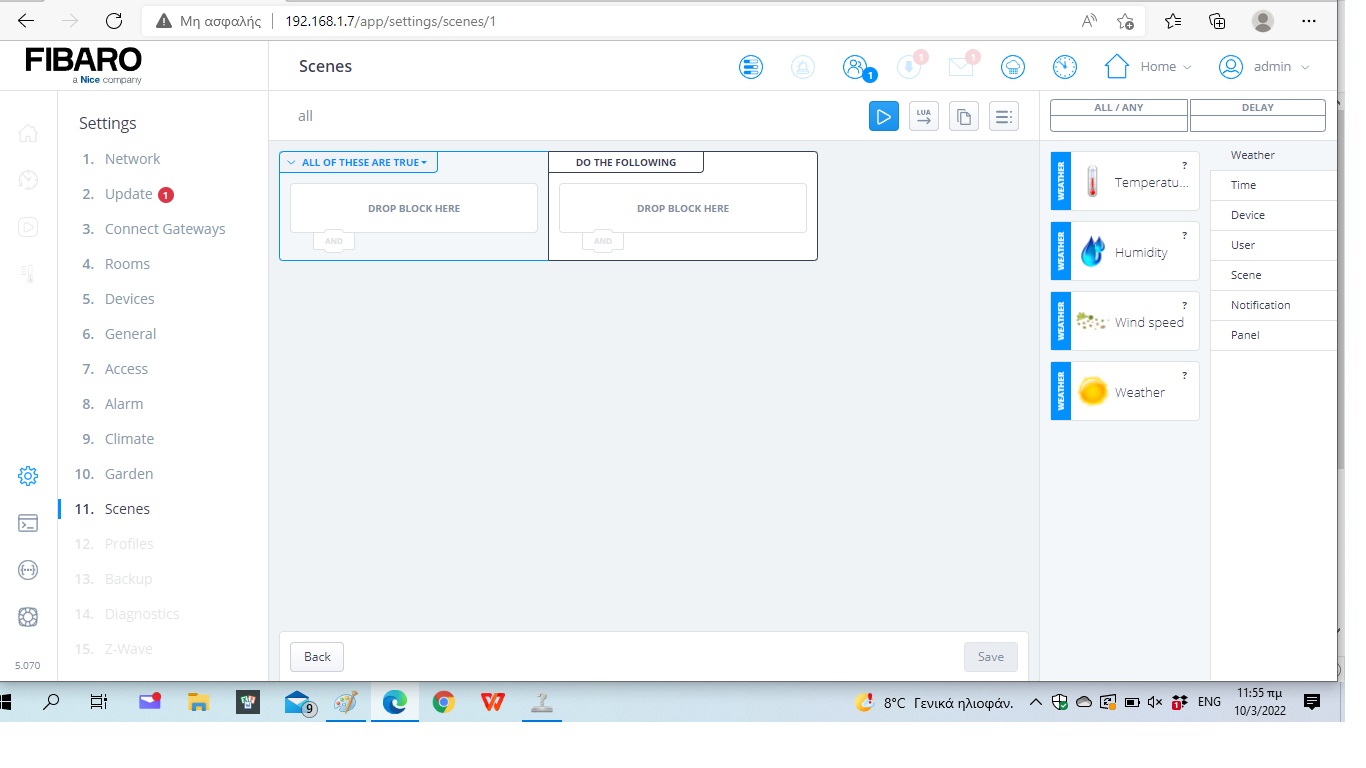 Μη ασφαλής
192.168.1.7/app/settings/scenes/1
FIBARO
a Nice company
Scenes
1
1
1
Home
admin
Settings
1. Network
2. Update 1
3. Connect Gateways
4. Rooms
5. Devices
6. General
7. Access
8. Alarm
9. Climate
10. Garden
11. Scenes
12. Profiles
13. Backup
14. Diagnostics
15. Z-Wave
5.070
all
LUA
ALL OF THESE ARE TRUE
DO THE FOLLOWING
DROP BLOCK HERE
DROP BLOCK HERE
AND
AND
Back
Save
ALL / ANY
DELAY
WEATHER
Temperatu...
?
WEATHER
Humidity
?
WEATHER
Wind speed
?
WEATHER
Weather
?
Weather
Time
Device
User
Scene
Notification
Panel
9
8°C Γενικά ηλιοφάν.
1
ENG
11:55 πμ
10/3/2022